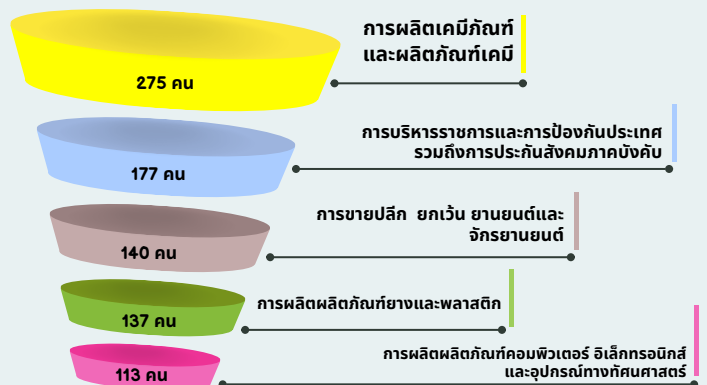 การผลิตเคมีภัณฑ์
และผลิตภัณฑ์เคมี
275 คน
การบริหารราชการและการป้องกันประเทศ
รวมถึงการประกันสังคมภาคบังคับ
177 คน
การขายปลีก ยกเว้น ยานยนต์และ
จักรยานยนต์
140 คน
การผลิตผลิตภัณฑ์ยางและพลาสติก
137 คน
การผลิตผลิตภัณฑ์คอมพิวเตอร์ อิเล็กทรอนิกส์
และอุปกรณ์ทางทัศนศาสตร์
113 คน